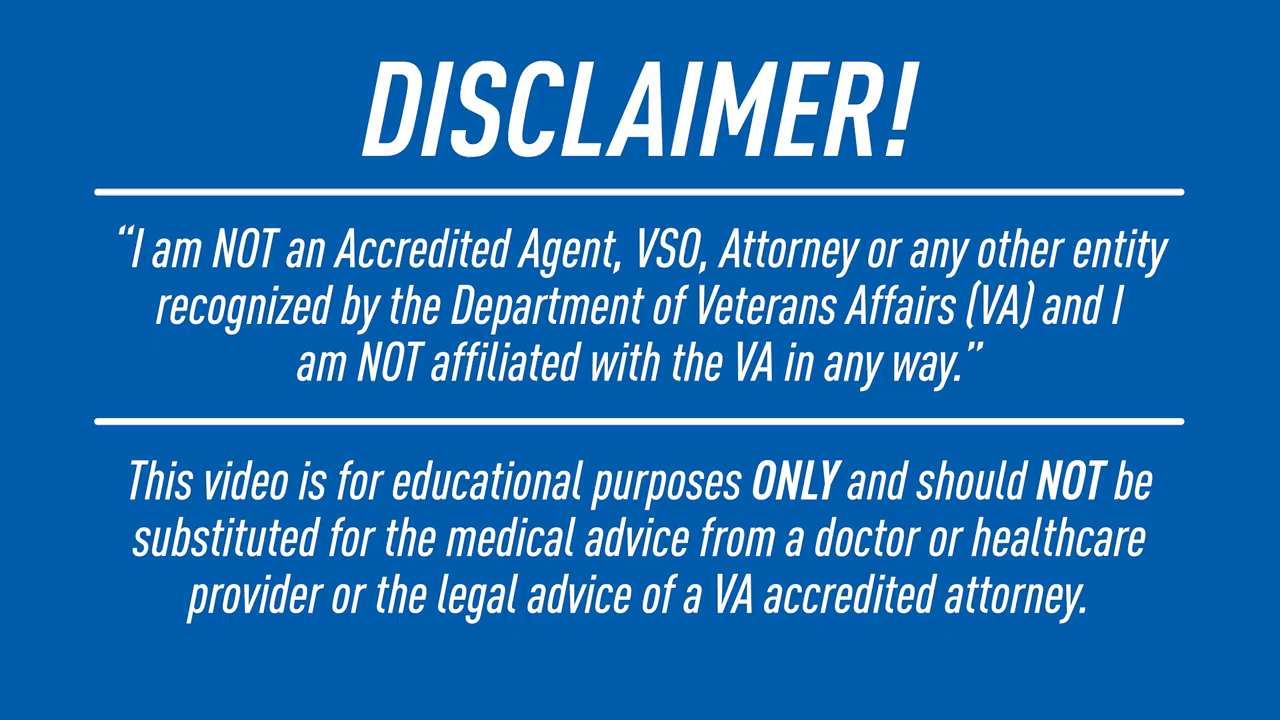 DISCLAIMER!
“I am NOT an Accredited Agent, VSO, Attorney or any other entity
recognized by the Department of Veterans Affairs (VA) and I
am NOT affiliated with the VA in any way.”
This video is for educational purposes ONLY and should NOT be
substituted for the medical advice from a doctor or healthcare
provider or the legal advice of a VA accredited attorney.